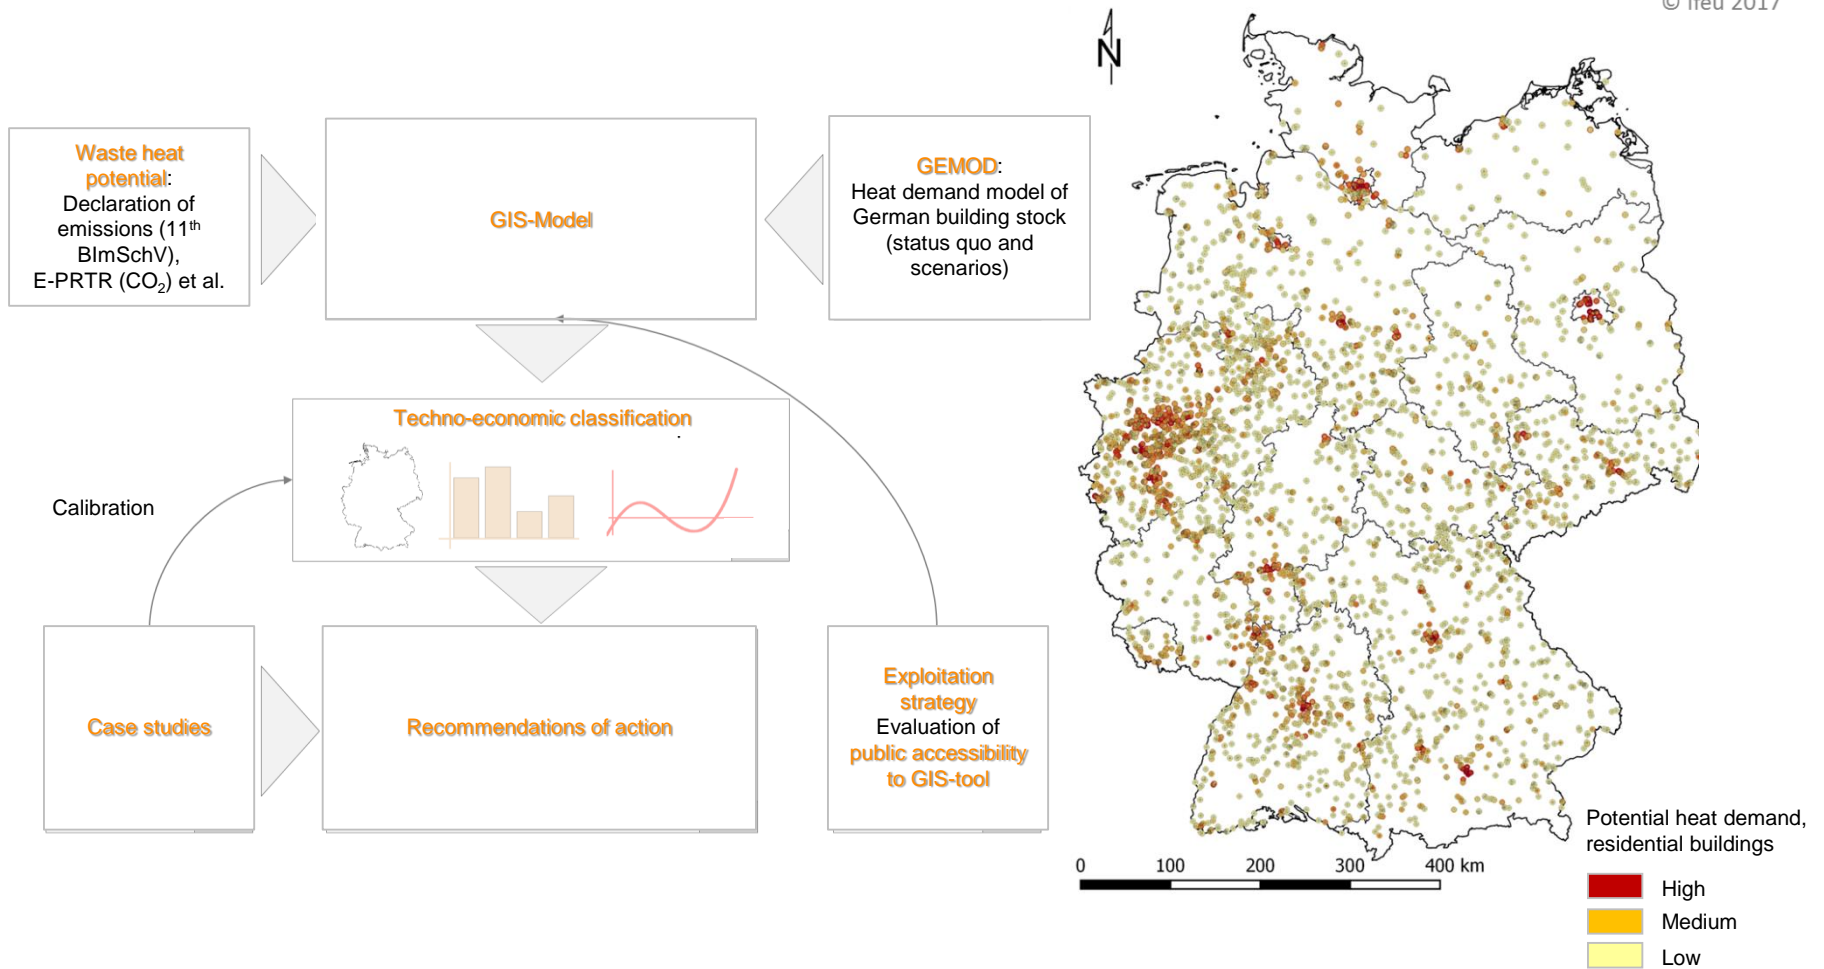 © ifeu 2017
N
Waste heat
potential:
Declaration of
emissions (11th
BImSchV),
E-PRTR (CO2) et al.
GIS-Model
GEMOD:
Heat demand model of
German building stock
(status quo and
scenarios)
Techno-economic classification
Calibration
Case studies
Recommendations of action
Exploitation
strategy
Evaluation of
public accessibility
to GIS-tool
0 100 200 300 400 km
Potential heat demand,
residential buildings
High
Medium
Low